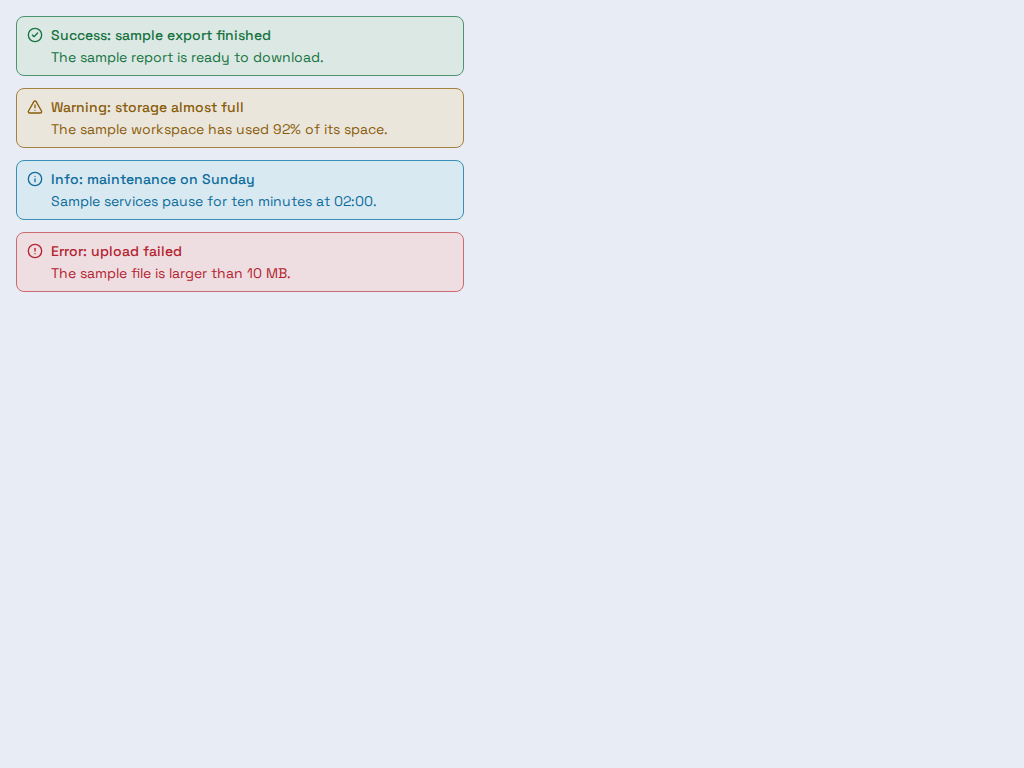 Success: sample export finished
The sample report is ready to download.
Warning: storage almost full
The sample workspace has used 92% of its space.
Info: maintenance on Sunday
Sample services pause for ten minutes at 02:00.
Error: upload failed
The sample file is larger than 10 MB.